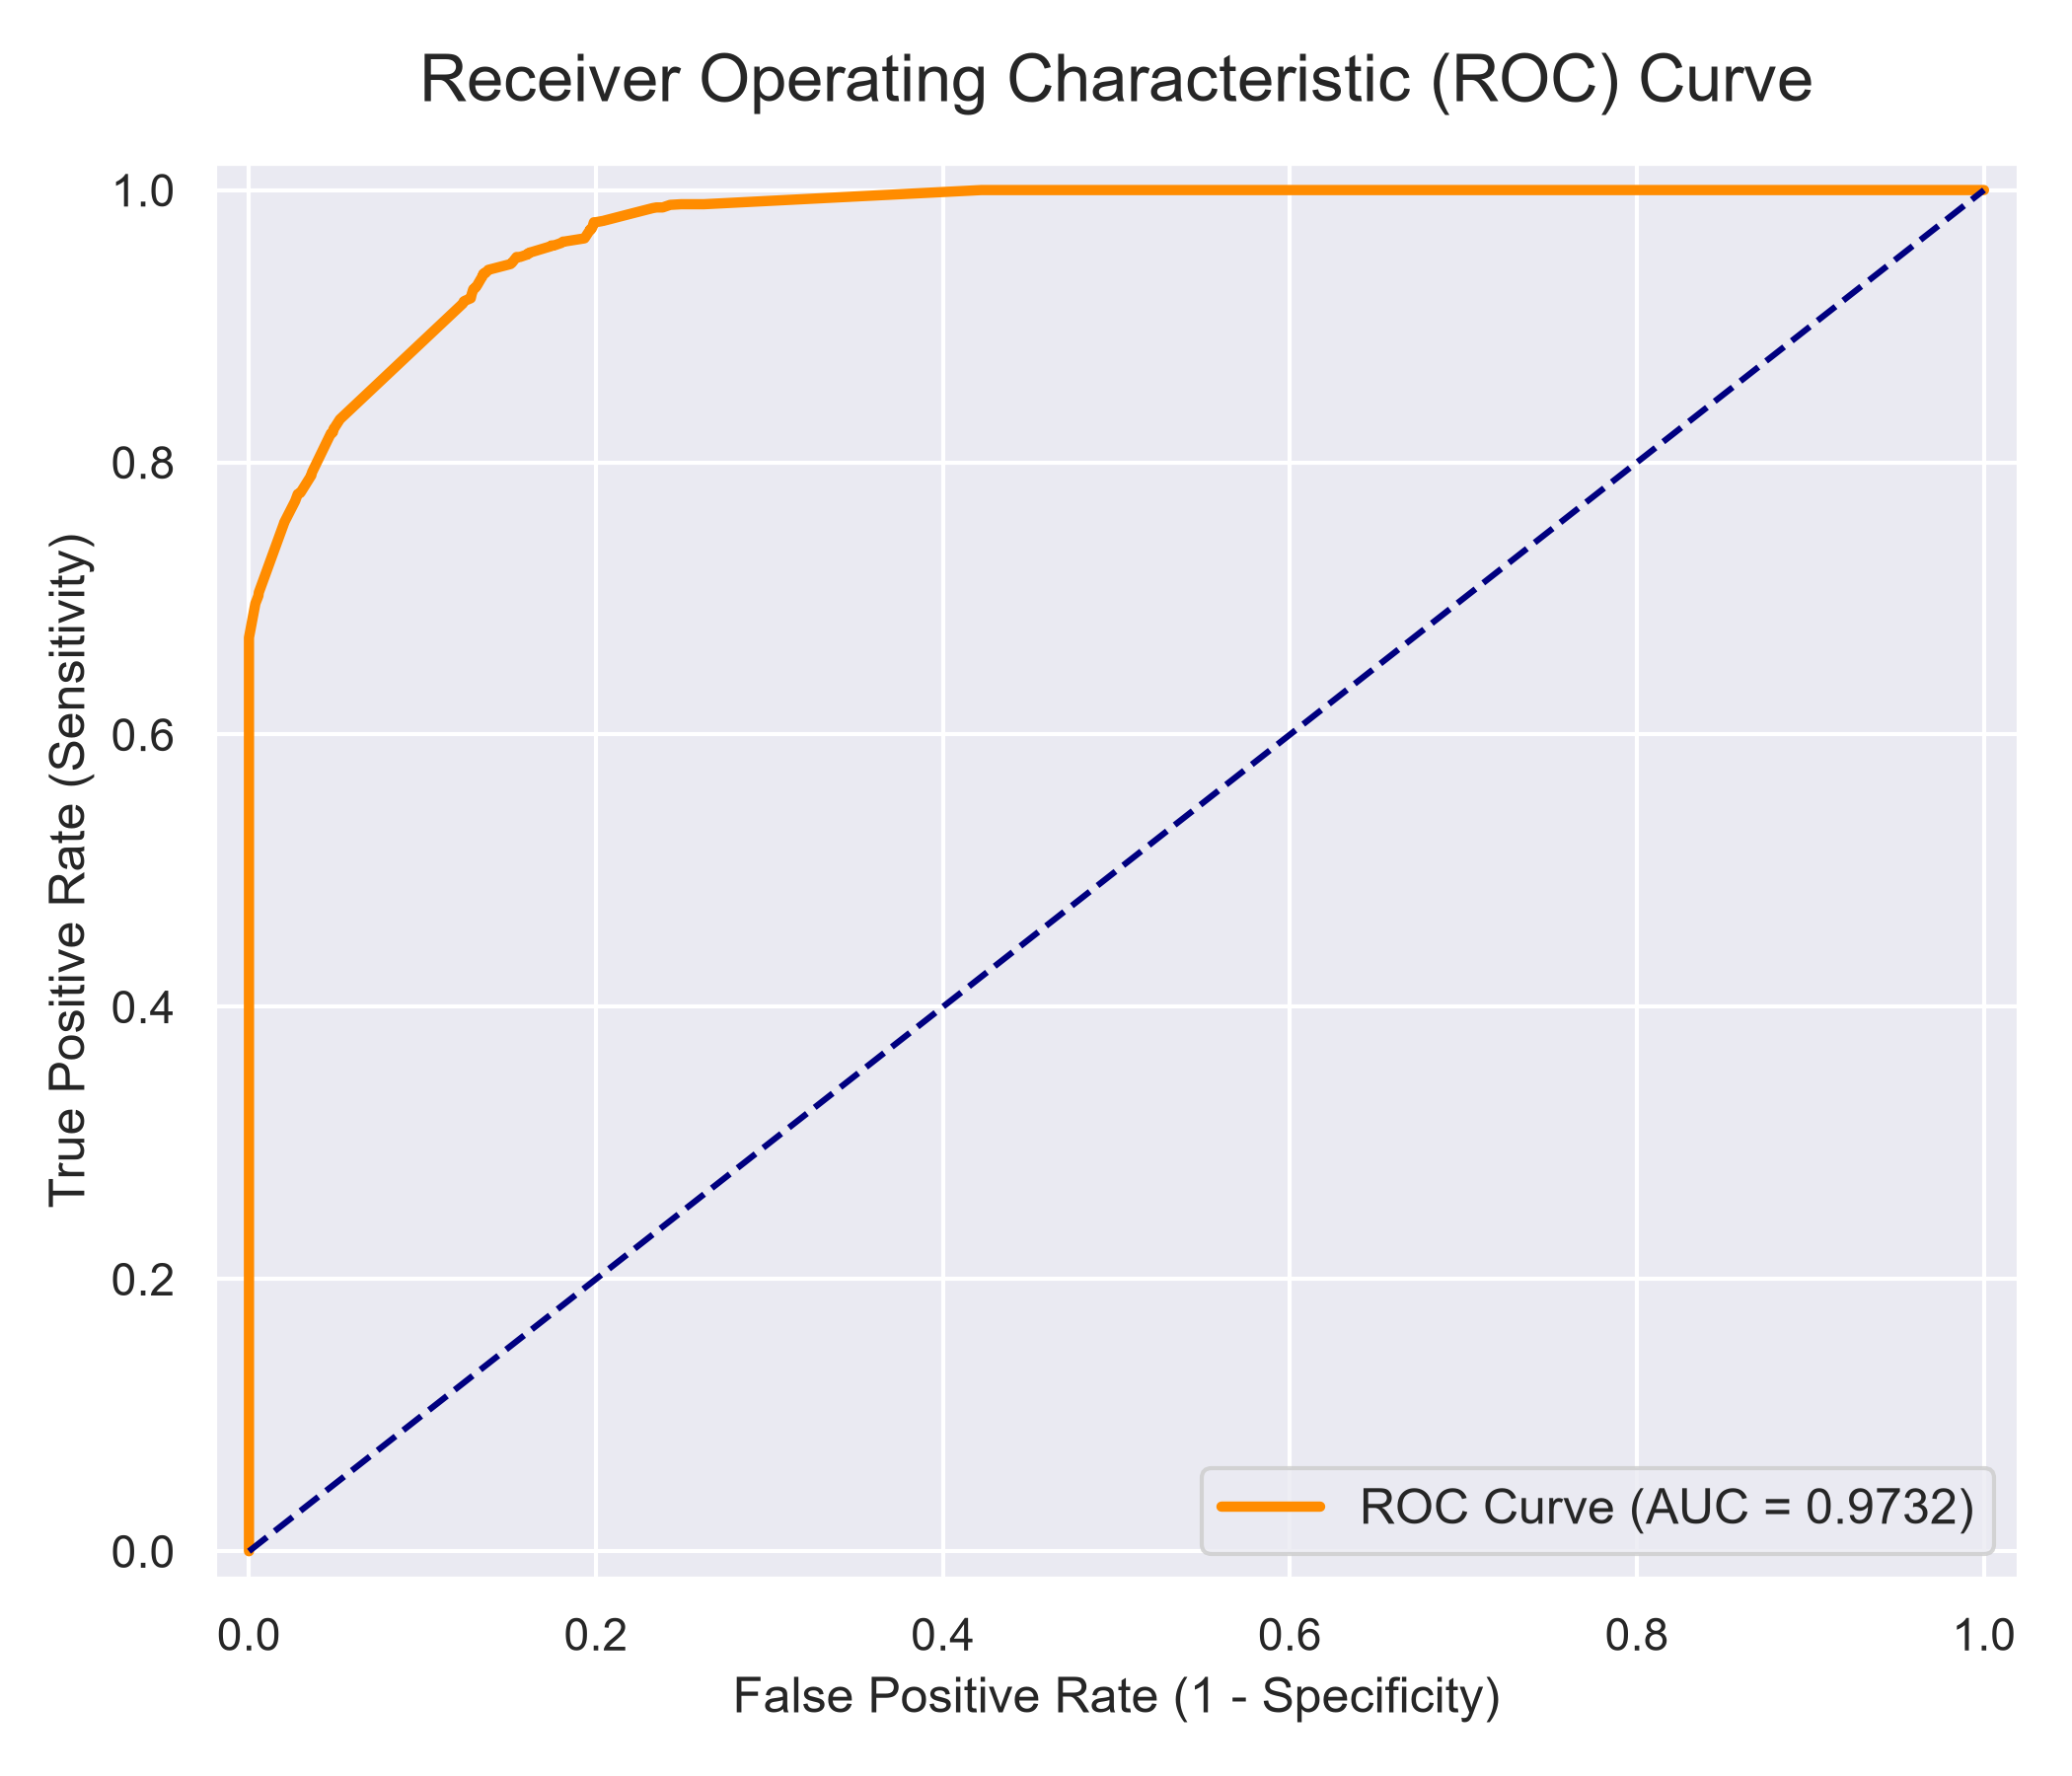 Receiver Operating Characteristic (ROC) Curve
True Positive Rate (Sensitivity)
1.0
0.8
0.6
0.4
0.2
0.0
ROC Curve (AUC = 0.9732)
0.0 0.2 0.4 0.6 0.8 1.0
False Positive Rate (1 - Specificity)